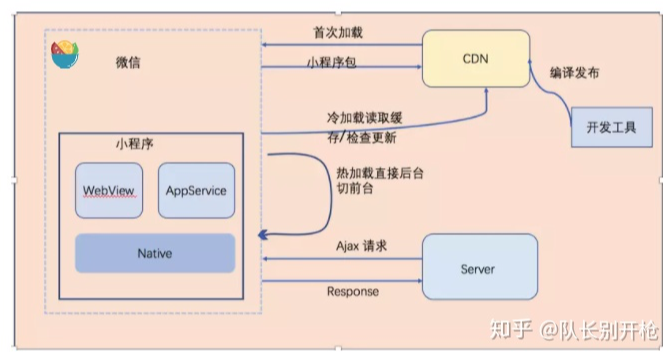 首次加载
微信
小程序包
CDN
编译发布
开发工具
冷加载读取缓
存/检查更新
小程序
WebView
AppService
热加载直接后台
切前台
Native
Ajax 请求
Server
Response
知乎 @队长别开枪